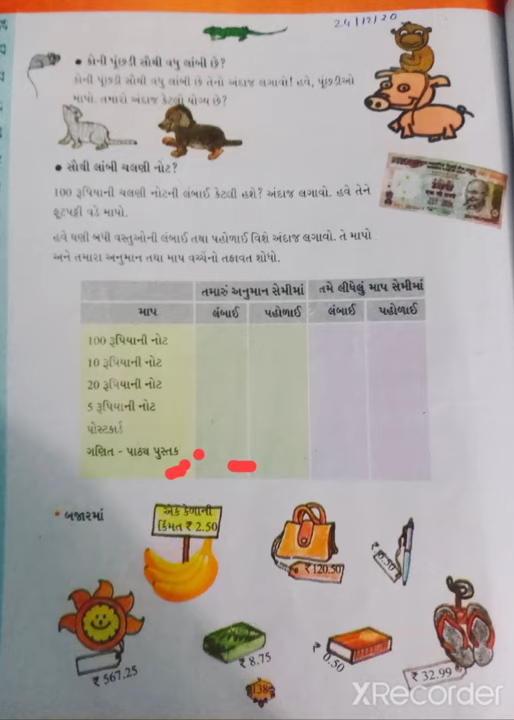 24/12/20
• કોની પૂંછડી સૌથી વધુ લાંબી છે?
કોની પૂંછડી સૌથી વધુ લાંબી છે તેનો અંદાજ લગાવો! હવે, પૂંછડીઓ
માપો. તમારો અંદાજ કેટલો યોગ્ય છે?
• સૌથી લાંબી ચલણી નોટ?
100 રૂપિયાની ચલણી નોટની લંબાઈ કેટલી હશે? અંદાજ લગાવો. હવે તેને
ફૂટપટ્ટી વડે માપો.
હવે ઘણી બધી વસ્તુઓની લંબાઈ તથા પહોળાઈ વિશે અંદાજ લગાવો. તે માપો
અને તમારા અનુમાન તથા માપ વચ્ચેનો તફાવત શોધો.
તમારું અનુમાન સેમીમાં તમે લીધેલું માપ સેમીમાં
માપ લંબાઈ પહોળાઈ લંબાઈ પહોળાઈ
100 રૂપિયાની નોટ
10 રૂપિયાની નોટ
20 રૂપિયાની નોટ
5 રૂપિયાની નોટ
પોસ્ટકાર્ડ
ગણિત - પાઠ્ય પુસ્તક
• બજારમાં
એક કેળાની
કિંમત ₹ 2.50
₹ 120.50
₹ 567.25
₹ 8.75
₹ 0.50
₹ 32.99
138
XRecorder